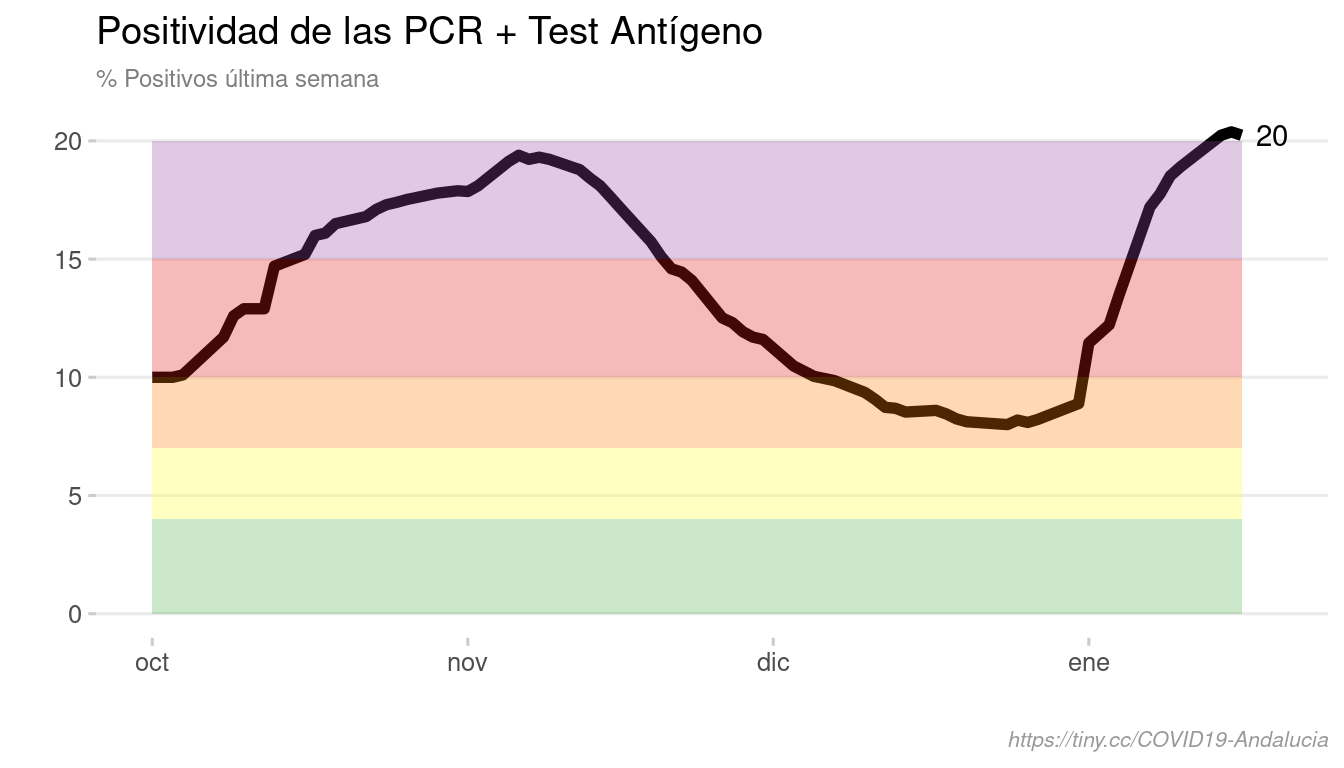 Positividad de las PCR + Test Antígeno
% Positivos última semana
20
20
15
10
5
0
oct nov dic ene
https://tiny.cc/COVID19-Andalucia